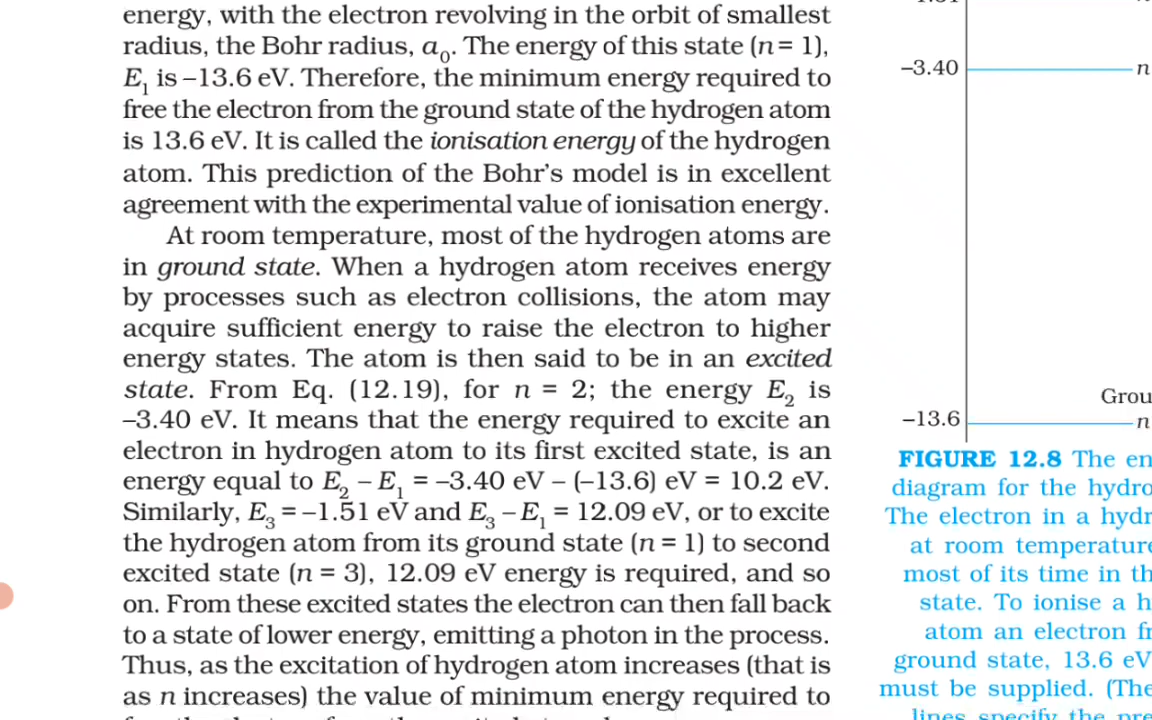 energy, with the electron revolving in the orbit of smallest
radius, the Bohr radius, a₀. The energy of this state (n = 1),
E₁ is –13.6 eV. Therefore, the minimum energy required to
free the electron from the ground state of the hydrogen atom
is 13.6 eV. It is called the ionisation energy of the hydrogen
atom. This prediction of the Bohr's model is in excellent
agreement with the experimental value of ionisation energy.
At room temperature, most of the hydrogen atoms are
in ground state. When a hydrogen atom receives energy
by processes such as electron collisions, the atom may
acquire sufficient energy to raise the electron to higher
energy states. The atom is then said to be in an excited
state. From Eq. (12.19), for n = 2; the energy E₂ is
–3.40 eV. It means that the energy required to excite an
electron in hydrogen atom to its first excited state, is an
energy equal to E₂ – E₁ = –3.40 eV – (–13.6) eV = 10.2 eV.
Similarly, E₃ = –1.51 eV and E₃ – E₁ = 12.09 eV, or to excite
the hydrogen atom from its ground state (n = 1) to second
excited state (n = 3), 12.09 eV energy is required, and so
on. From these excited states the electron can then fall back
to a state of lower energy, emitting a photon in the process.
Thus, as the excitation of hydrogen atom increases (that is
as n increases) the value of minimum energy required to
–3.40 n
Grou
–13.6 n
FIGURE 12.8 The en
diagram for the hydro
The electron in a hydr
at room temperature
most of its time in th
state. To ionise a h
atom an electron fr
ground state, 13.6 eV
must be supplied. (The
lines specify the pre